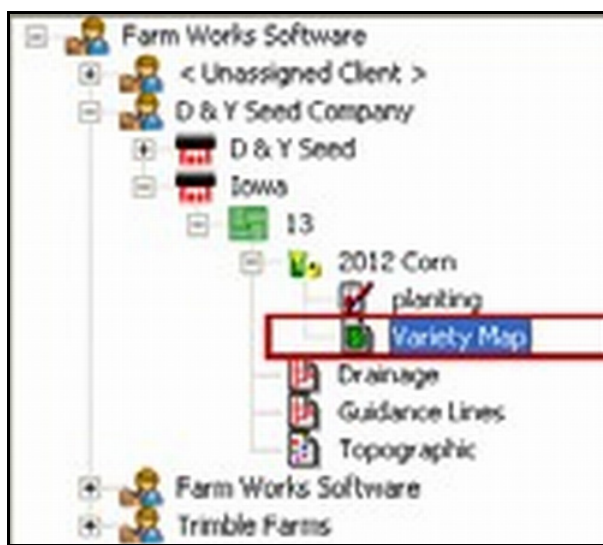 Farm Works Software
< Unassigned Client >
D & Y Seed Company
D & Y Seed
Iowa
13
2012 Corn
planting
Variety Map
Drainage
Guidance Lines
Topographic
Farm Works Software
Trimble Farms